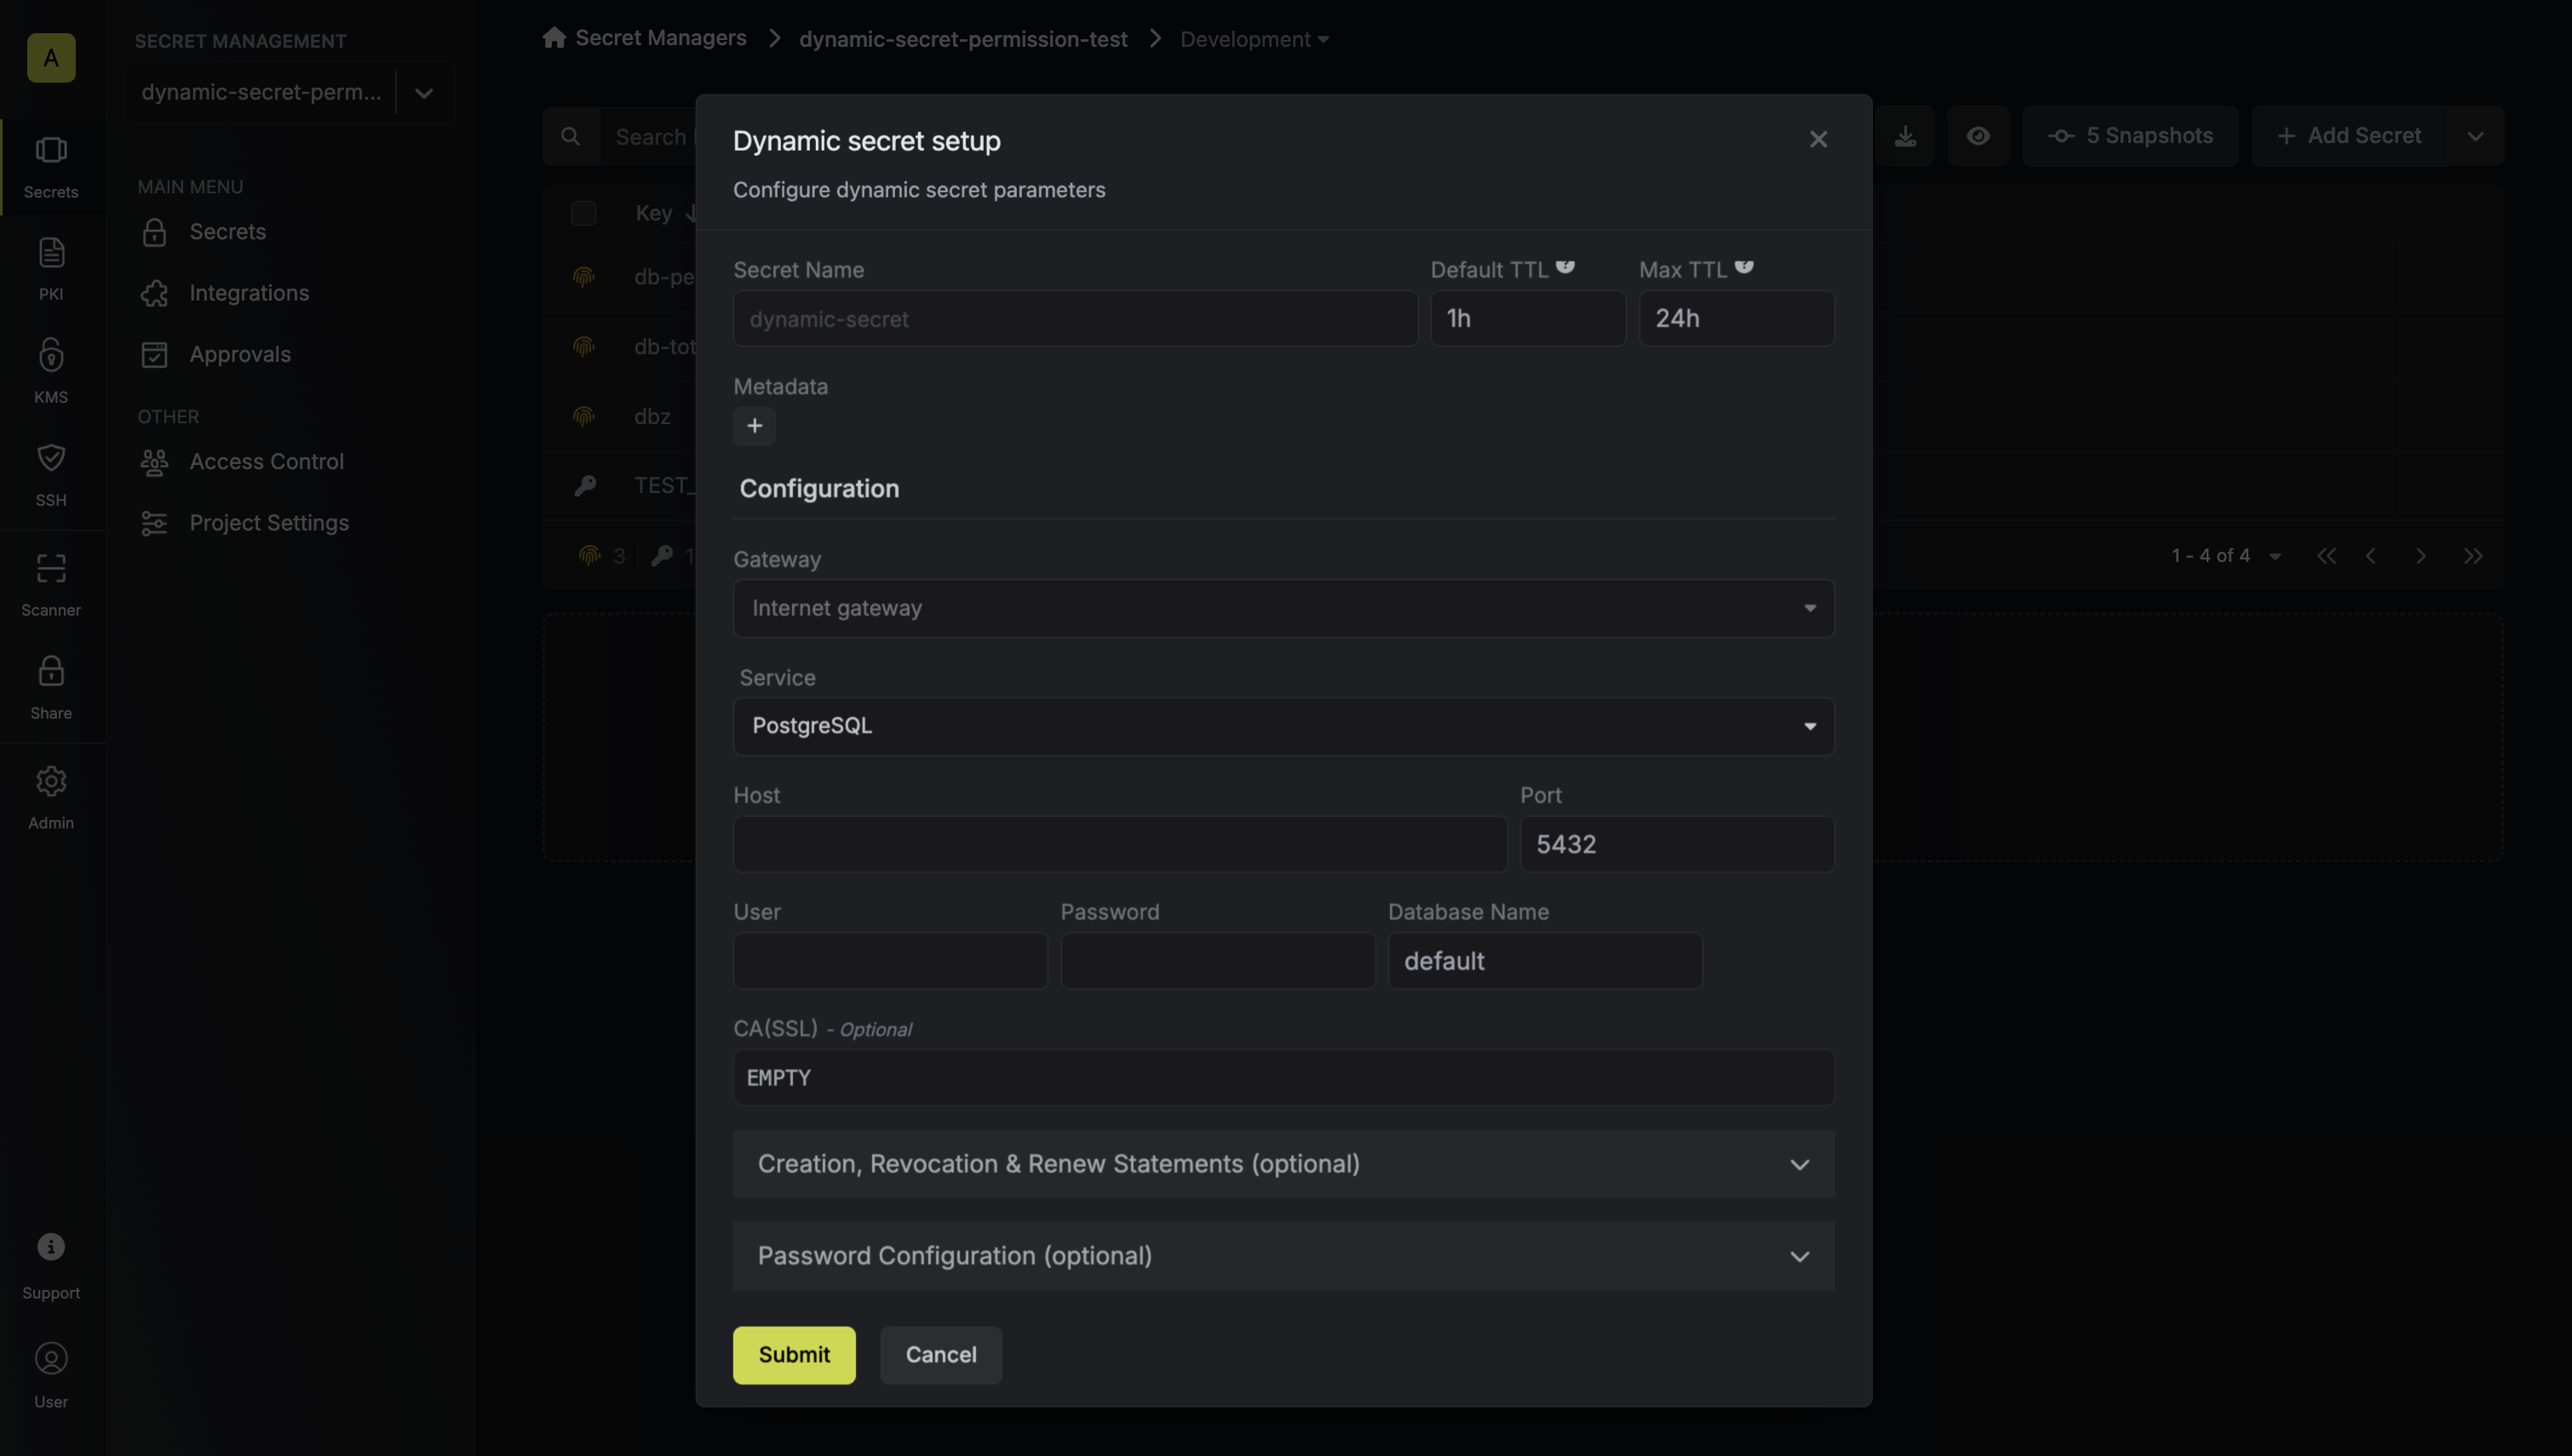 A
Secrets
PKI
KMS
SSH
Scanner
Share
Admin
Support
User
SECRET MANAGEMENT
dynamic-secret-perm...
MAIN MENU
Secrets
Integrations
Approvals
OTHER
Access Control
Project Settings
Secret Managers
dynamic-secret-permission-test
Development
Search
5 Snapshots
Add Secret
Key
db-pe
db-tot
dbz
TEST_
3
1
1 - 4 of 4
Dynamic secret setup
Configure dynamic secret parameters
Secret Name
Default TTL ?
Max TTL ?
dynamic-secret
1h
24h
Metadata
Configuration
Gateway
Internet gateway
Service
PostgreSQL
Host
Port
5432
User
Password
Database Name
default
CA(SSL) - Optional
EMPTY
Creation, Revocation & Renew Statements (optional)
Password Configuration (optional)
Submit
Cancel